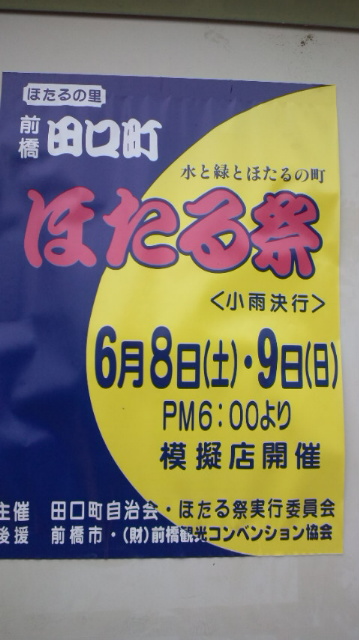 ほたるの里
前橋 田口町
水と緑とほたるの町
ほたる祭
＜小雨決行＞
6月8日(土)・9日(日)
PM6:00より
模擬店開催
主催 田口町自治会・ほたる祭実行委員会
後援 前橋市・(財)前橋観光コンベンション協会